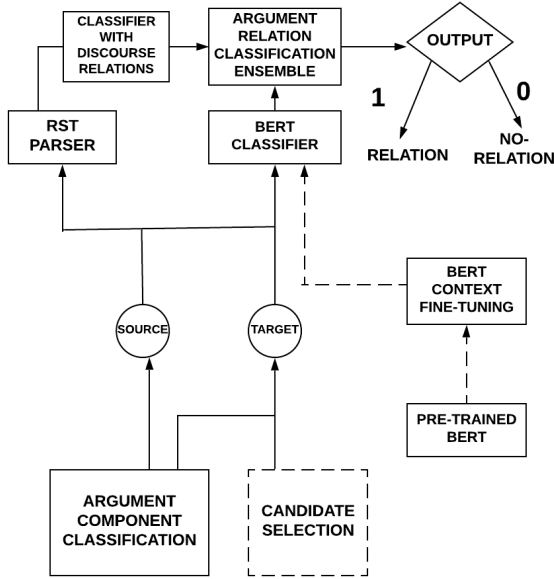 CLASSIFIER
WITH
DISCOURSE
RELATIONS
ARGUMENT
RELATION
CLASSIFICATION
ENSEMBLE
OUTPUT
1
0
RST
PARSER
BERT
CLASSIFIER
RELATION
NO-
RELATION
BERT
CONTEXT
FINE-TUNING
SOURCE
TARGET
PRE-TRAINED
BERT
ARGUMENT
COMPONENT
CLASSIFICATION
CANDIDATE
SELECTION